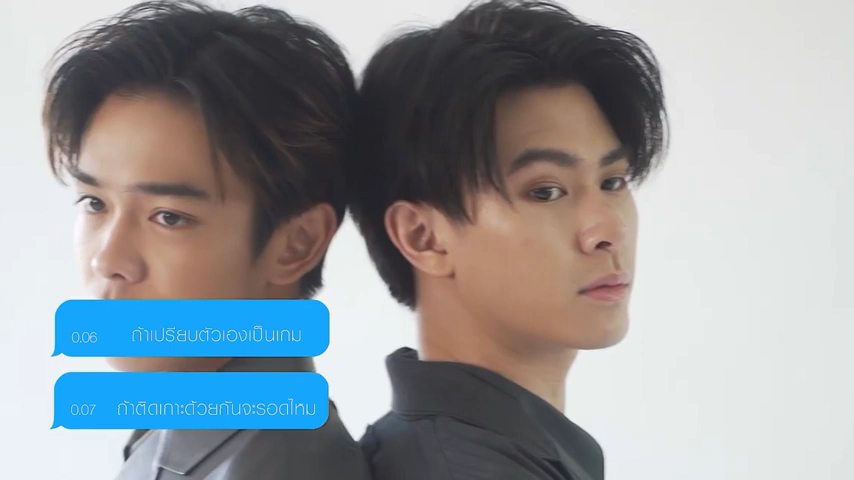 0.06 ถ้าเปรียบตัวเองเป็นเกม
0.07 ถ้าติดเกาะด้วยกันจะรอดไหม